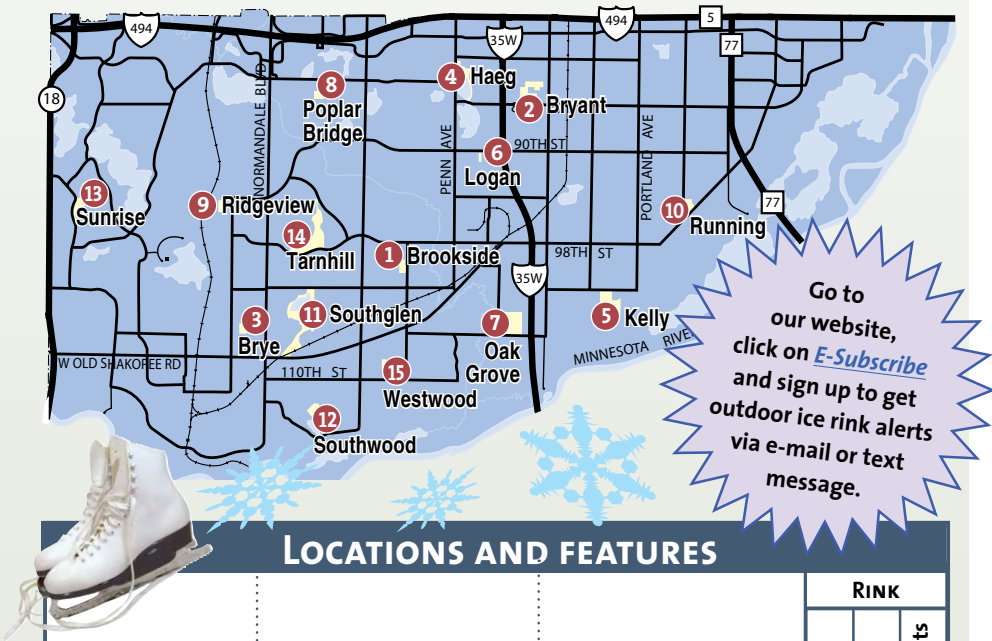 494
494
5
35W
77
18
NORMANDALE BLVD
PENN AVE
PORTLAND AVE
4 Haeg
8
Poplar
Bridge
2 Bryant
6
Logan
90TH ST
13
Sunrise
9 Ridgeview
14
Tarnhill
1 Brookside
10
Running
77
98TH ST
35W
3
Brye
11 Southglen
7
Oak
Grove
5 Kelly
MINNESOTA RIVER
W OLD SHAKOPEE RD
110TH ST
15
Westwood
12
Southwood
Go to
our website,
click on E-Subscribe
and sign up to get
outdoor ice rink alerts
via e-mail or text
message.
LOCATIONS AND FEATURES
RINK